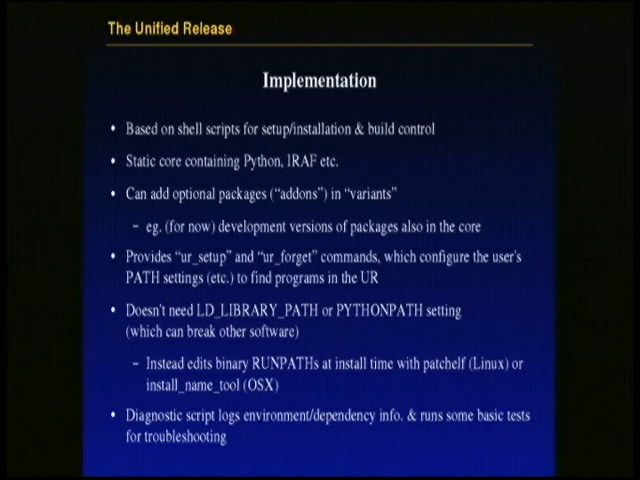 The Unified Release
Implementation
• Based on shell scripts for setup/installation & build control
• Static core containing Python, IRAF etc.
• Can add optional packages ("addons") in "variants"
– eg. (for now) development versions of packages also in the core
• Provides "ur_setup" and "ur_forget" commands, which configure the user's
PATH settings (etc.) to find programs in the UR
• Doesn't need LD_LIBRARY_PATH or PYTHONPATH setting
(which can break other software)
– Instead edits binary RUNPATHs at install time with patchelf (Linux) or
install_name_tool (OSX)
• Diagnostic script logs environment/dependency info. & runs some basic tests
for troubleshooting